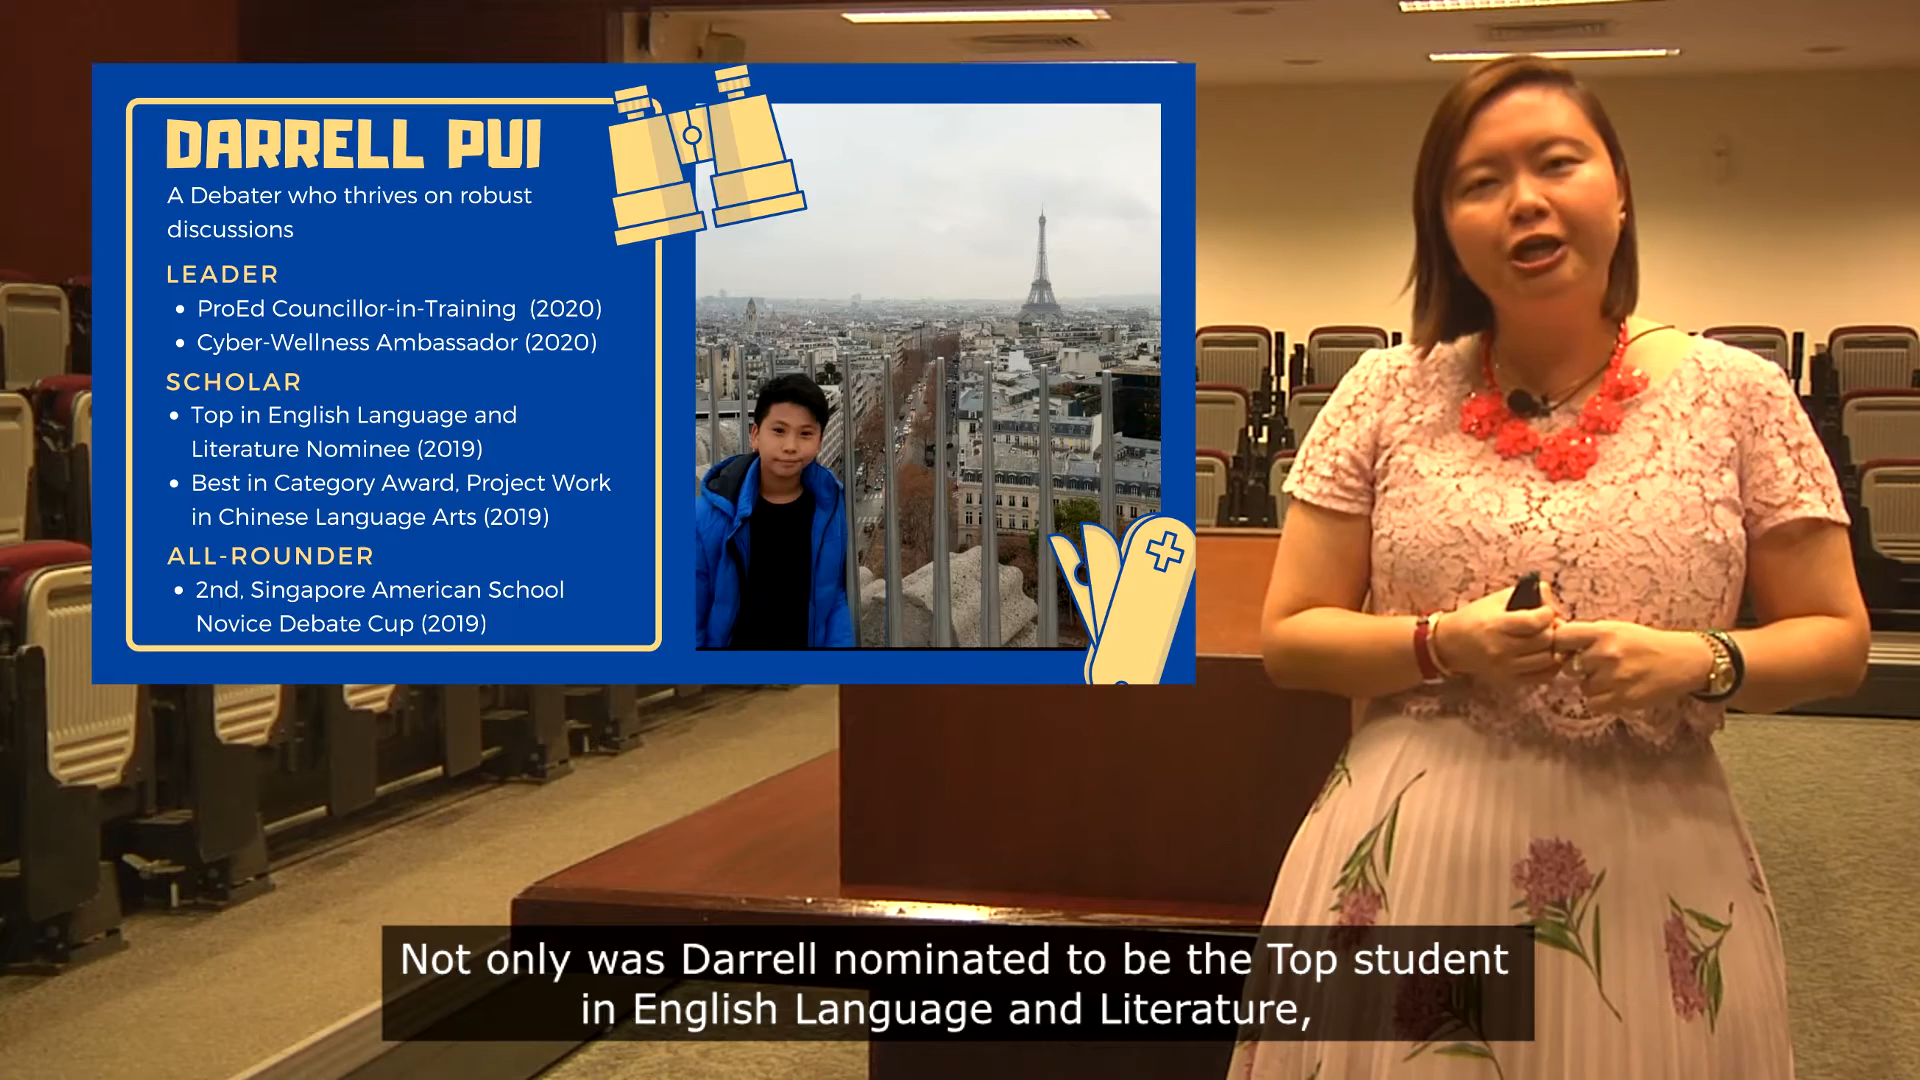 DARRELL PUI
A Debater who thrives on robust
discussions
LEADER
• ProEd Councillor-in-Training (2020)
• Cyber-Wellness Ambassador (2020)
SCHOLAR
• Top in English Language and
Literature Nominee (2019)
• Best in Category Award, Project Work
in Chinese Language Arts (2019)
ALL-ROUNDER
• 2nd, Singapore American School
Novice Debate Cup (2019)
Not only was Darrell nominated to be the Top student
in English Language and Literature,